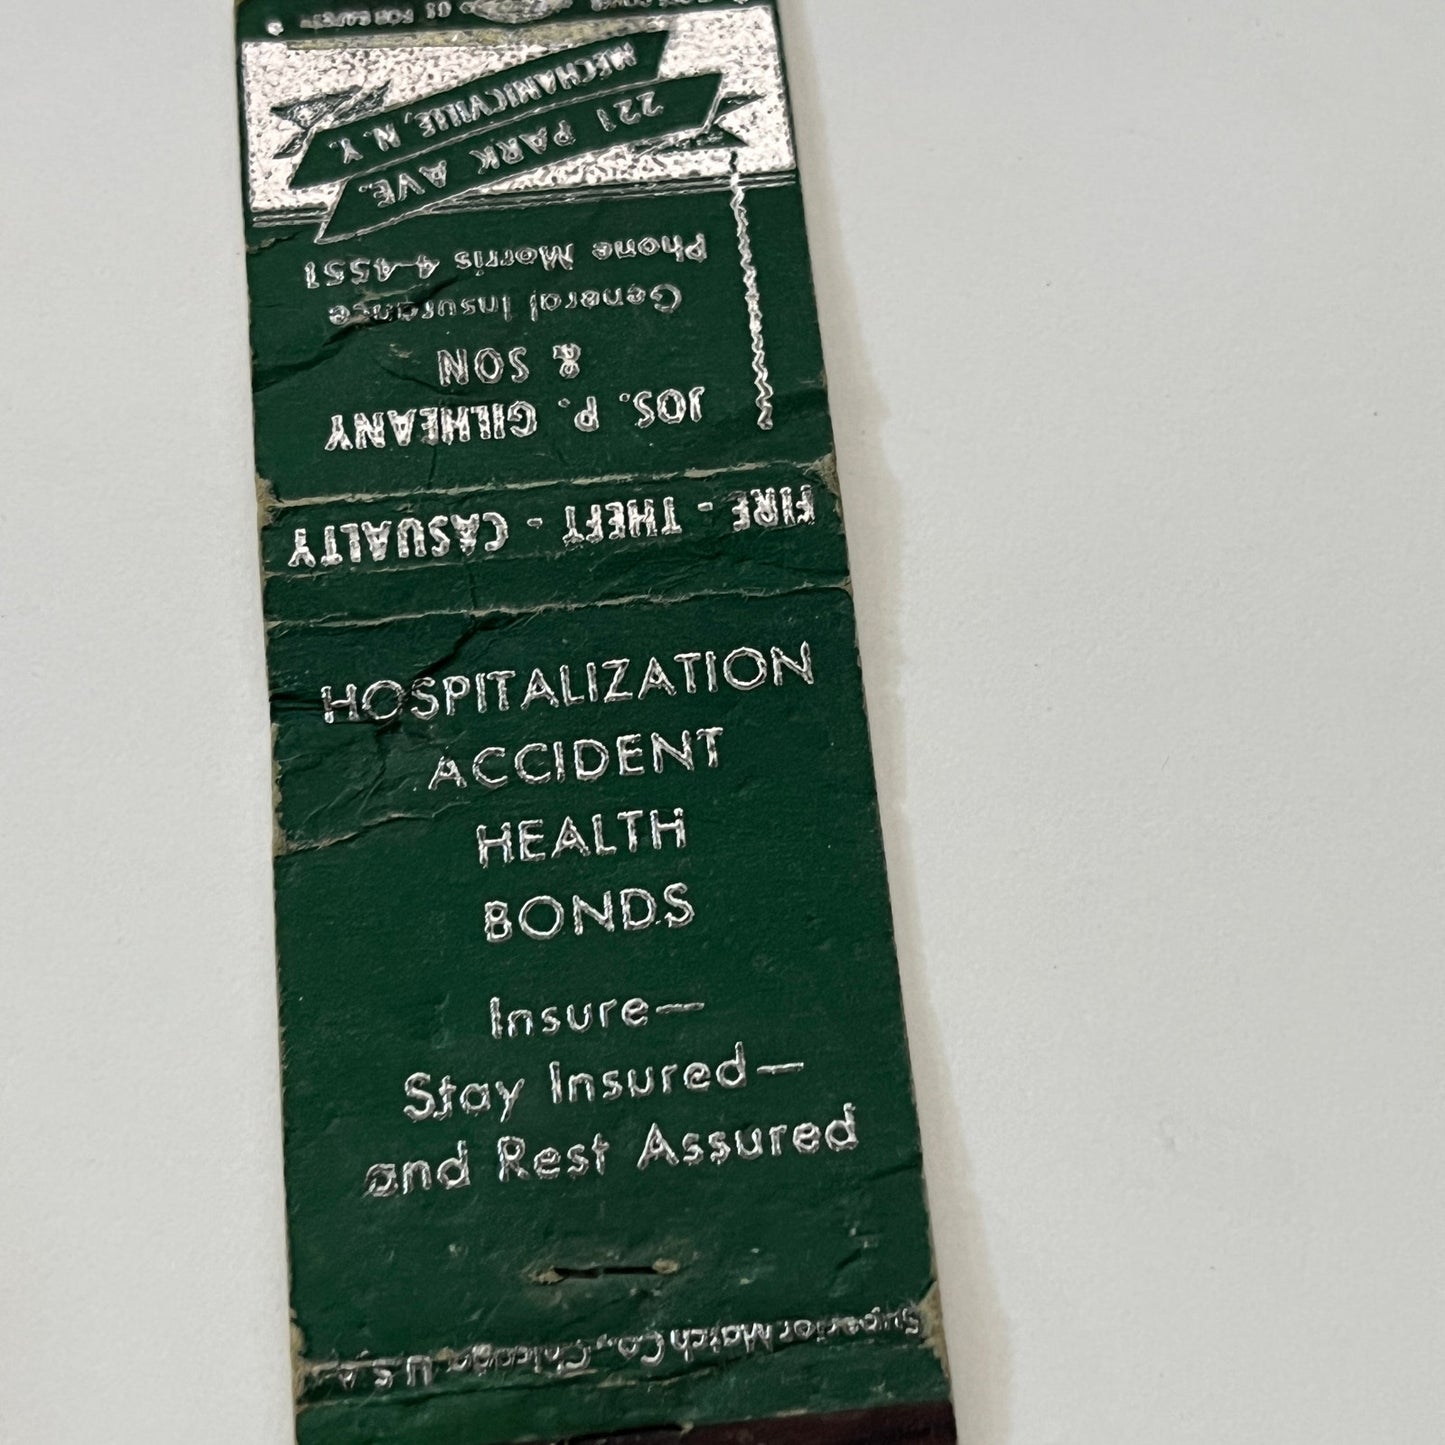 221 PARK AVE.
MECHANICVILLE, N. Y.
Phone Morris 4-4551
General Insurance
JOS. P. GILHEANY
& SON
FIRE - THEFT - CASUALTY
HOSPITALIZATION
ACCIDENT
HEALTH
BONDS
Insure—
Stay Insured—
and Rest Assured
Superior Match Co., Chicago U.S.A.